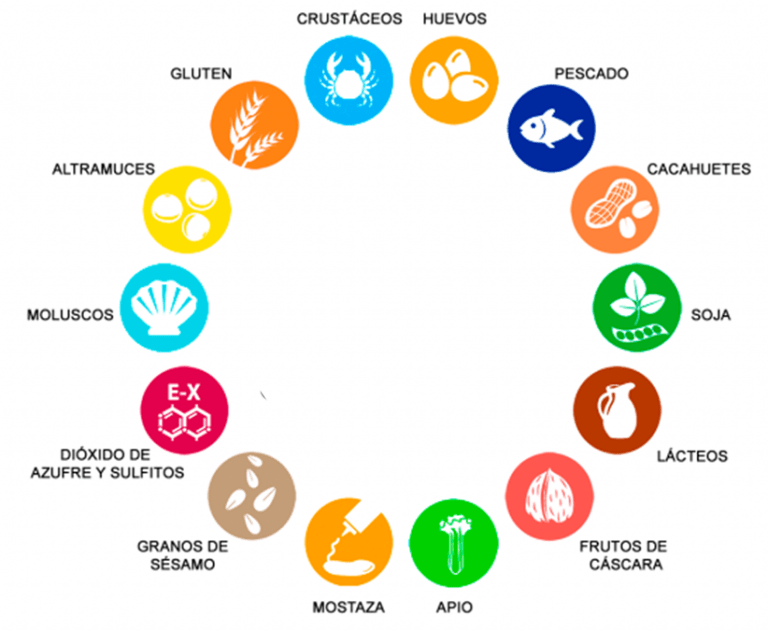 CRUSTÁCEOS
HUEVOS
GLUTEN
PESCADO
ALTRAMUCES
CACAHUETES
MOLUSCOS
SOJA
E-X
DIÓXIDO DE
AZUFRE Y SULFITOS
LÁCTEOS
GRANOS DE
SÉSAMO
FRUTOS DE
CÁSCARA
MOSTAZA
APIO